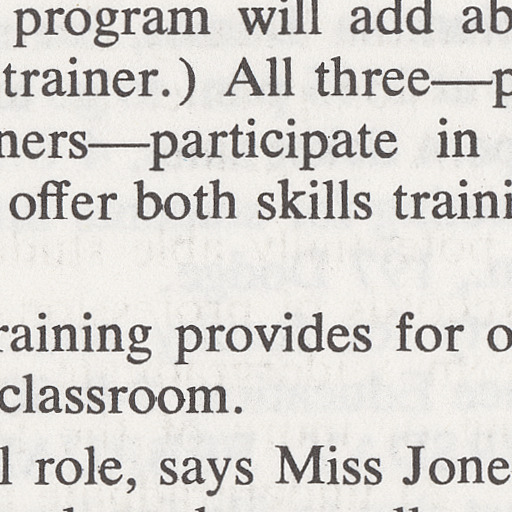 program will add ab
trainer.) All three—p
ners—participate in
offer both skills traini
raining provides for o
classroom.
l role, says Miss Jone